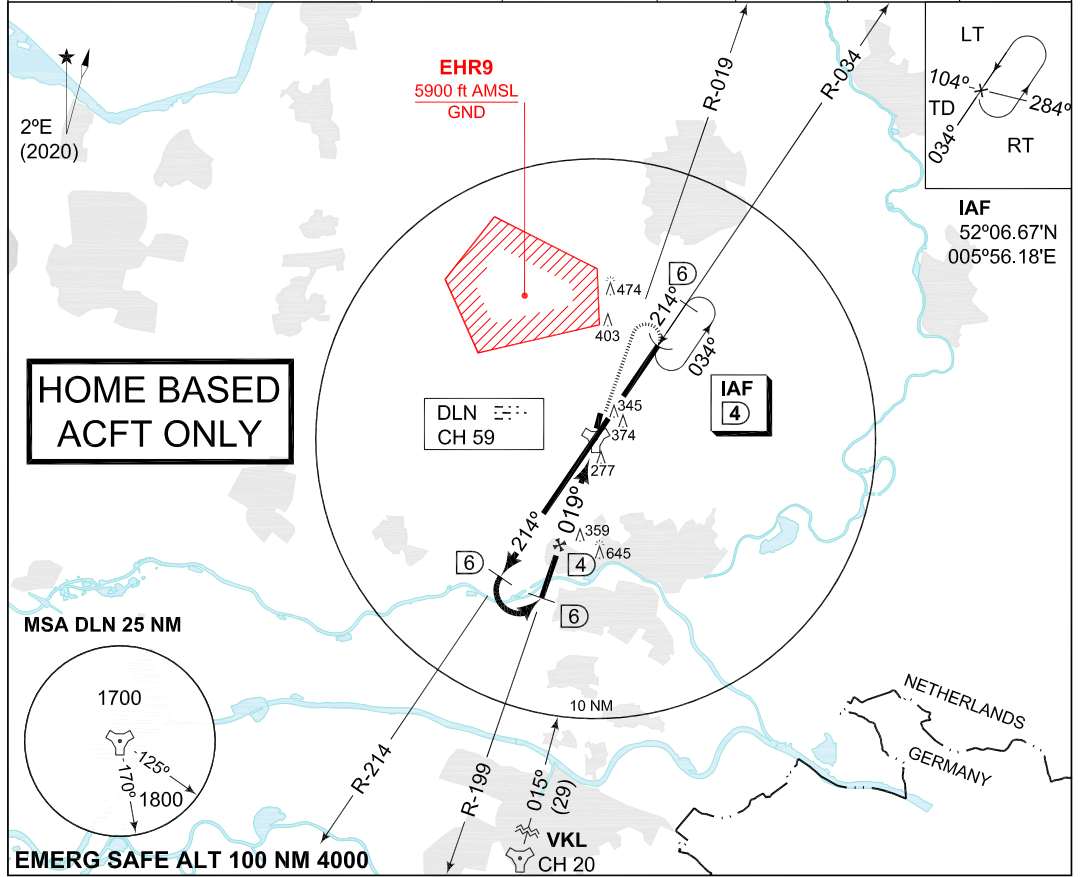 2ºE
(2020)
EHR9
5900 ft AMSL
GND
R-019
R-034
LT
104º
TD
284º
034º
RT
IAF
52º06.67'N
005º56.18'E
6
474
214º
403
034º
HOME BASED
ACFT ONLY
DLN
CH 59
IAF
4
345
374
277
019º
214º
359
645
6
4
6
MSA DLN 25 NM
1700
125º
170º
1800
10 NM
NETHERLANDS
GERMANY
R-214
R-199
015º
(29)
VKL
CH 20
EMERG SAFE ALT 100 NM 4000